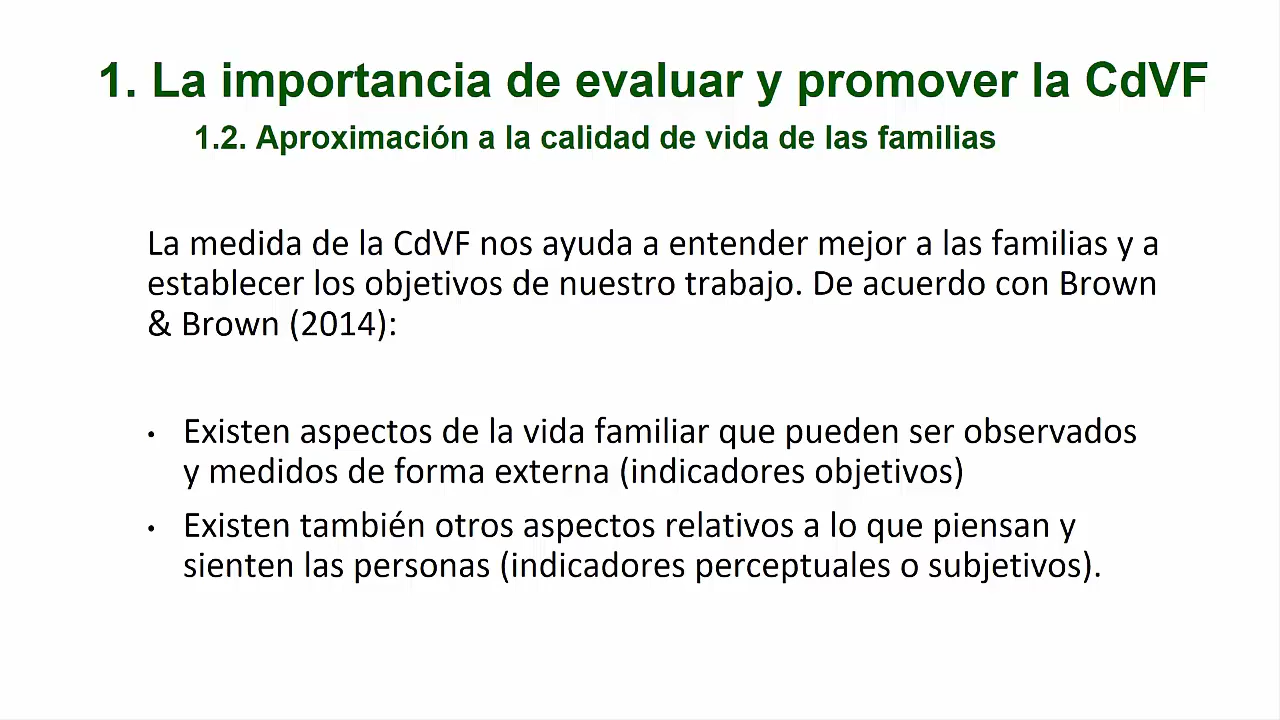 1. La importancia de evaluar y promover la CdVF
1.2. Aproximación a la calidad de vida de las familias
La medida de la CdVF nos ayuda a entender mejor a las familias y a
establecer los objetivos de nuestro trabajo. De acuerdo con Brown
& Brown (2014):
• Existen aspectos de la vida familiar que pueden ser observados
y medidos de forma externa (indicadores objetivos)
• Existen también otros aspectos relativos a lo que piensan y
sienten las personas (indicadores perceptuales o subjetivos).